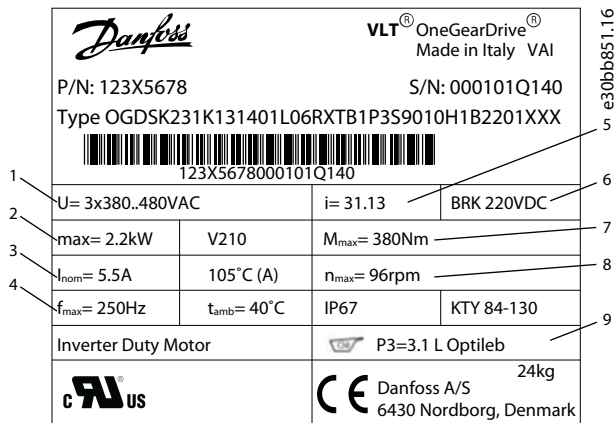 Danfoss
VLT® OneGearDrive®
Made in Italy VAI
P/N: 123X5678 S/N: 000101Q140
Type OGDSK231K131401L06RXTB1P3S9010H1B2201XXX
123X5678000101Q140
U= 3x380..480VAC i= 31.13 BRK 220VDC
max= 2.2kW V210 Mmax= 380Nm
Inom= 5.5A 105°C (A) nmax= 96rpm
fmax= 250Hz tamb= 40°C IP67 KTY 84-130
Inverter Duty Motor OIL P3=3.1 L Optileb
24kg
c RU® US CE Danfoss A/S
6430 Nordborg, Denmark
1
2
3
4
5
6
7
8
9
e30bb851.16